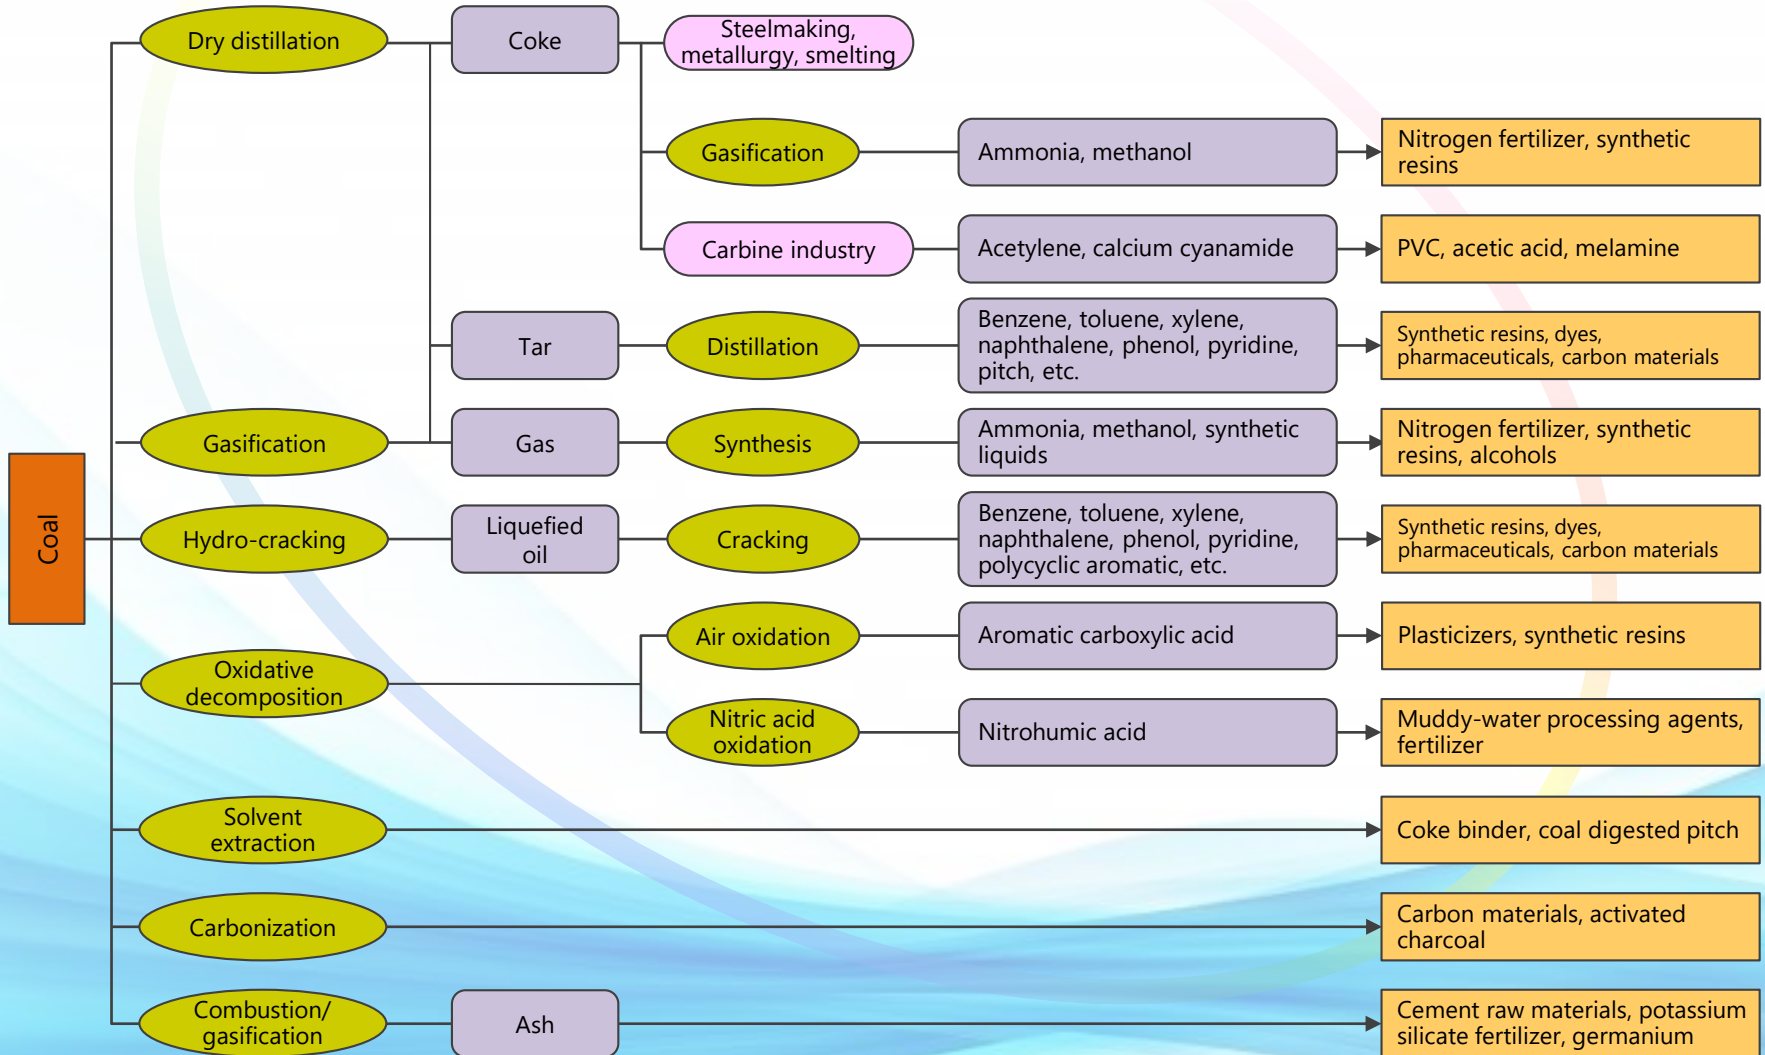 Dry distillation
Coke
Steelmaking,
metallurgy, smelting
Gasification
Ammonia, methanol
Nitrogen fertilizer, synthetic
resins
Carbine industry
Acetylene, calcium cyanamide
PVC, acetic acid, melamine
Tar
Distillation
Benzene, toluene, xylene,
naphthalene, phenol, pyridine,
pitch, etc.
Synthetic resins, dyes,
pharmaceuticals, carbon materials
Gasification
Gas
Synthesis
Ammonia, methanol, synthetic
liquids
Nitrogen fertilizer, synthetic
resins, alcohols
Coal
Hydro-cracking
Liquefied
oil
Cracking
Benzene, toluene, xylene,
naphthalene, phenol, pyridine,
polycyclic aromatic, etc.
Synthetic resins, dyes,
pharmaceuticals, carbon materials
Oxidative
decomposition
Air oxidation
Aromatic carboxylic acid
Plasticizers, synthetic resins
Nitric acid
oxidation
Nitrohumic acid
Muddy-water processing agents,
fertilizer
Solvent
extraction
Coke binder, coal digested pitch
Carbonization
Carbon materials, activated
charcoal
Combustion/
gasification
Ash
Cement raw materials, potassium
silicate fertilizer, germanium